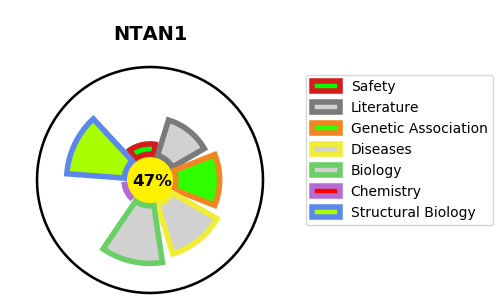 NTAN1
47%
Safety
Literature
Genetic Association
Diseases
Biology
Chemistry
Structural Biology